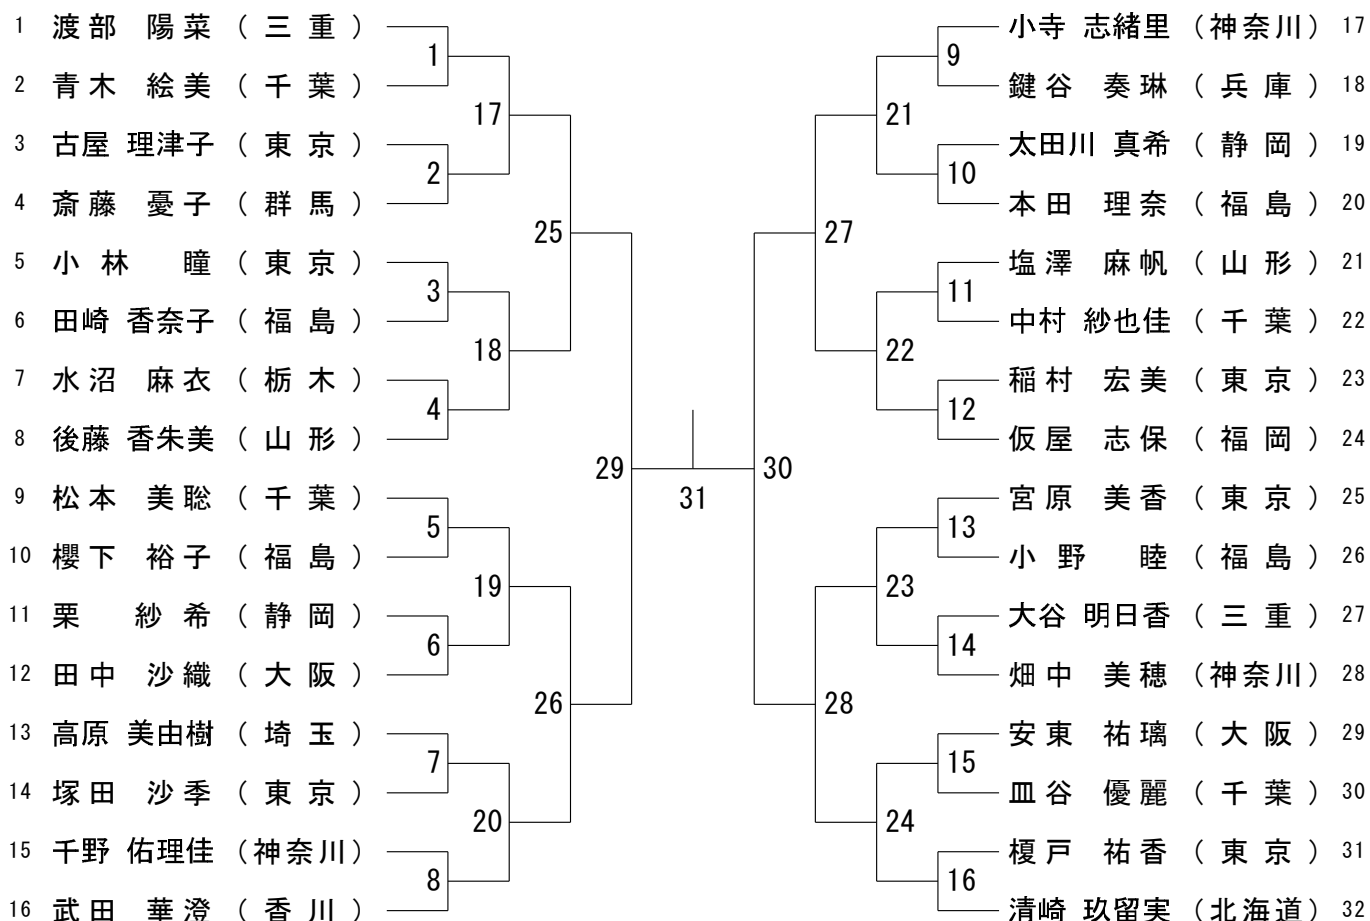 1 渡部 陽菜 (三重)
2 青木 絵美 (千葉)
3 古屋 理津子 (東京)
4 斎藤 憂子 (群馬)
5 小林 瞳 (東京)
6 田崎 香奈子 (福島)
7 水沼 麻衣 (栃木)
8 後藤 香朱美 (山形)
9 松本 美聡 (千葉)
10 櫻下 裕子 (福島)
11 栗 紗希 (静岡)
12 田中 沙織 (大阪)
13 高原 美由樹 (埼玉)
14 塚田 沙季 (東京)
15 千野 佑理佳 (神奈川)
16 武田 華澄 (香川)
1
2
3
4
5
6
7
8
17
18
19
20
25
26
29
31
30
27
28
21
22
23
24
9
10
11
12
13
14
15
16
小寺 志緒里 (神奈川) 17
鍵谷 奏琳 (兵庫) 18
太田川 真希 (静岡) 19
本田 理奈 (福島) 20
塩澤 麻帆 (山形) 21
中村 紗也佳 (千葉) 22
稲村 宏美 (東京) 23
仮屋 志保 (福岡) 24
宮原 美香 (東京) 25
小野 睦 (福島) 26
大谷 明日香 (三重) 27
畑中 美穂 (神奈川) 28
安東 祐璃 (大阪) 29
皿谷 優麗 (千葉) 30
榎戸 祐香 (東京) 31
清崎 玖留実 (北海道) 32